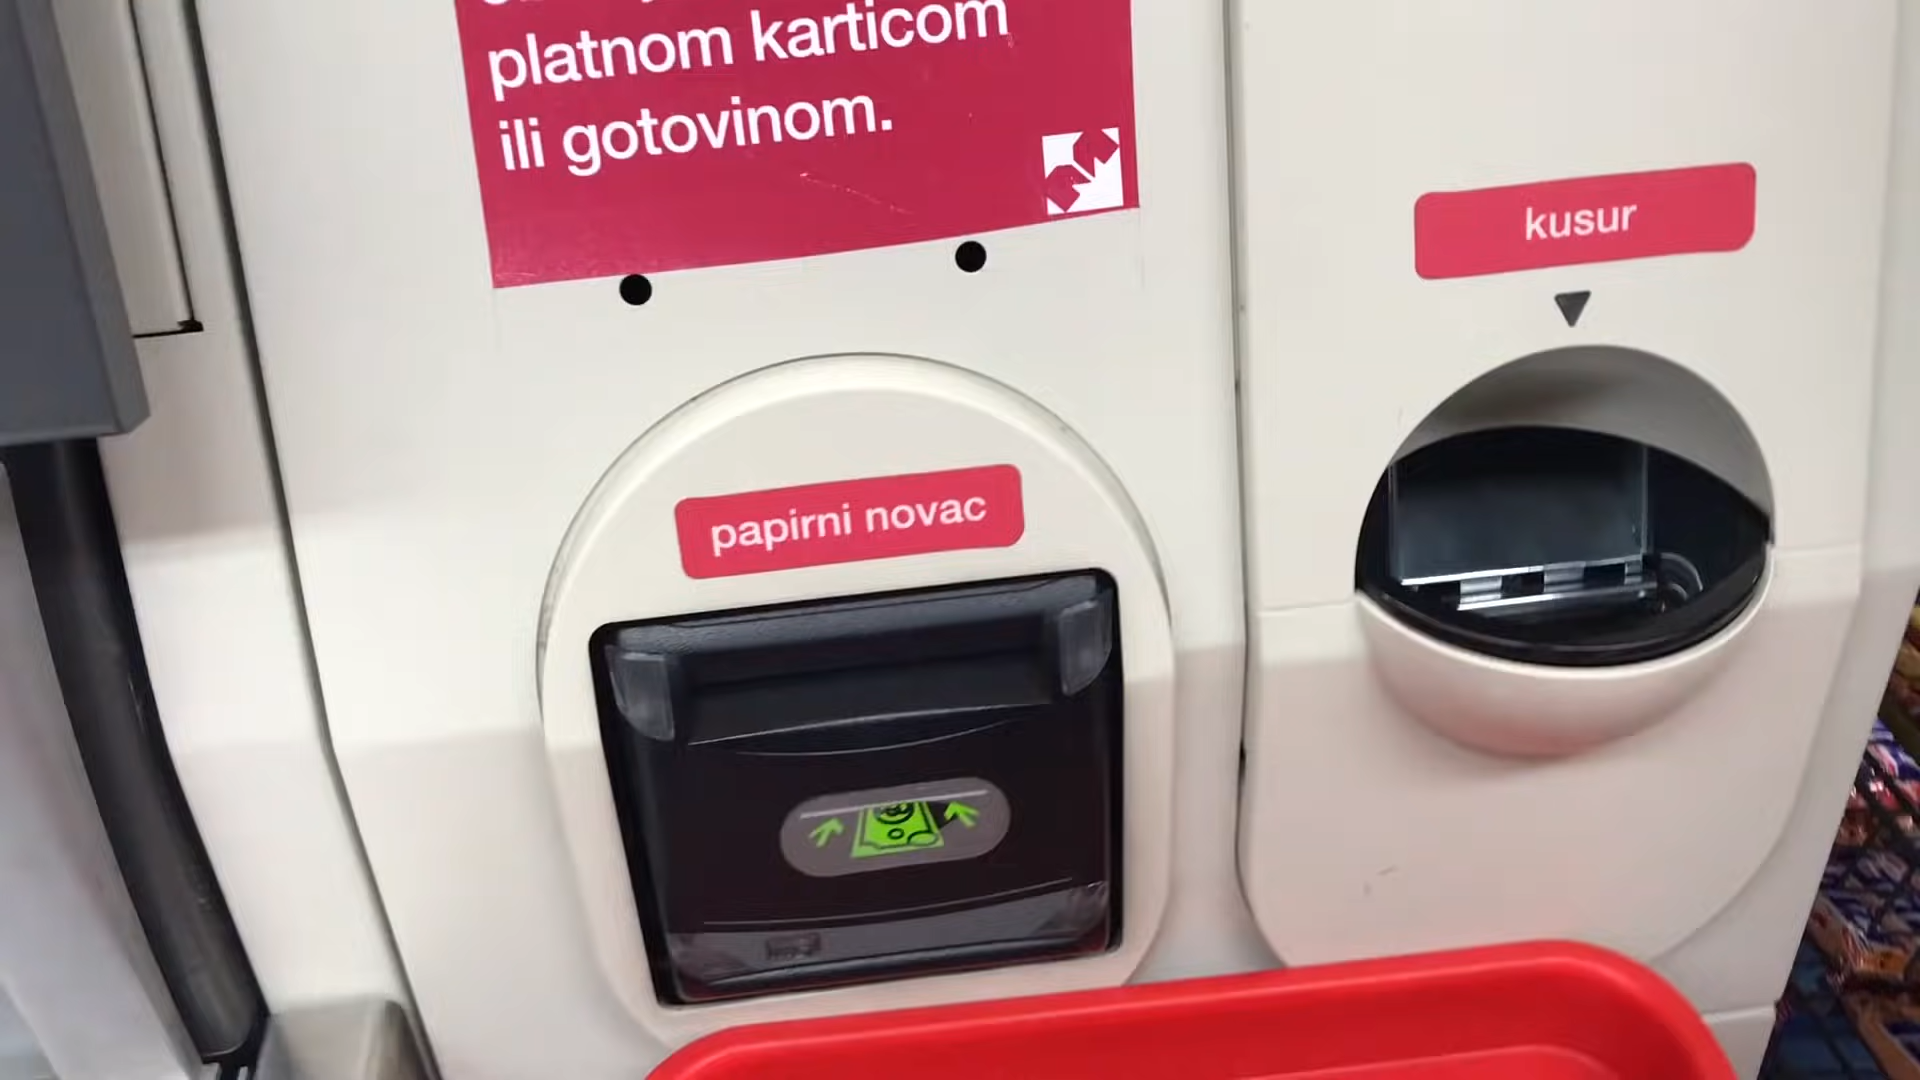 platnom karticom
ili gotovinom.
kusur
papirni novac